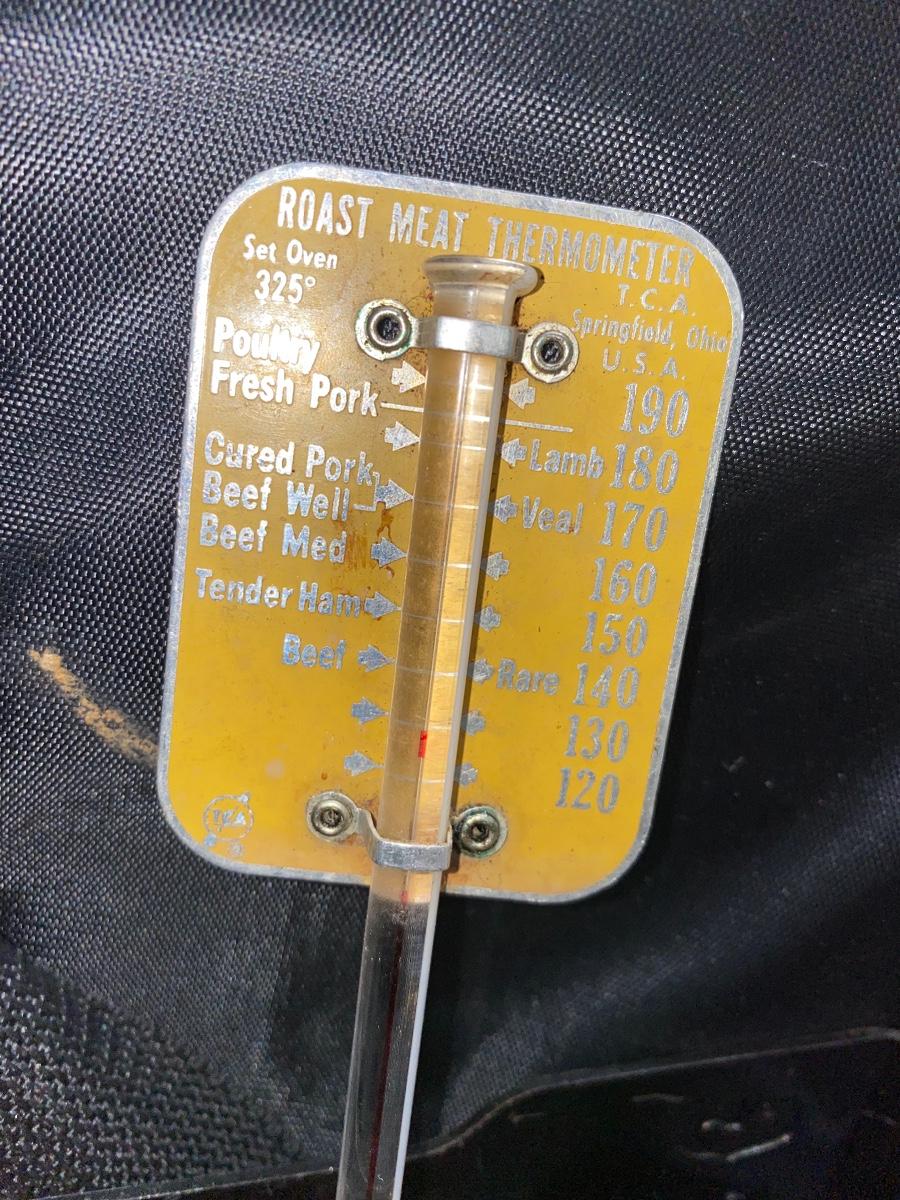 ROAST MEAT THERMOMETER
Set Oven
325°
T.C.A.
Springfield, Ohio
U.S.A.
Poultry
190
Fresh Pork
Lamb 180
Cured Pork
Beef Well
Veal 170
Beef Med
160
Tender Ham
150
Beef
Rare 140
130
120
TCA